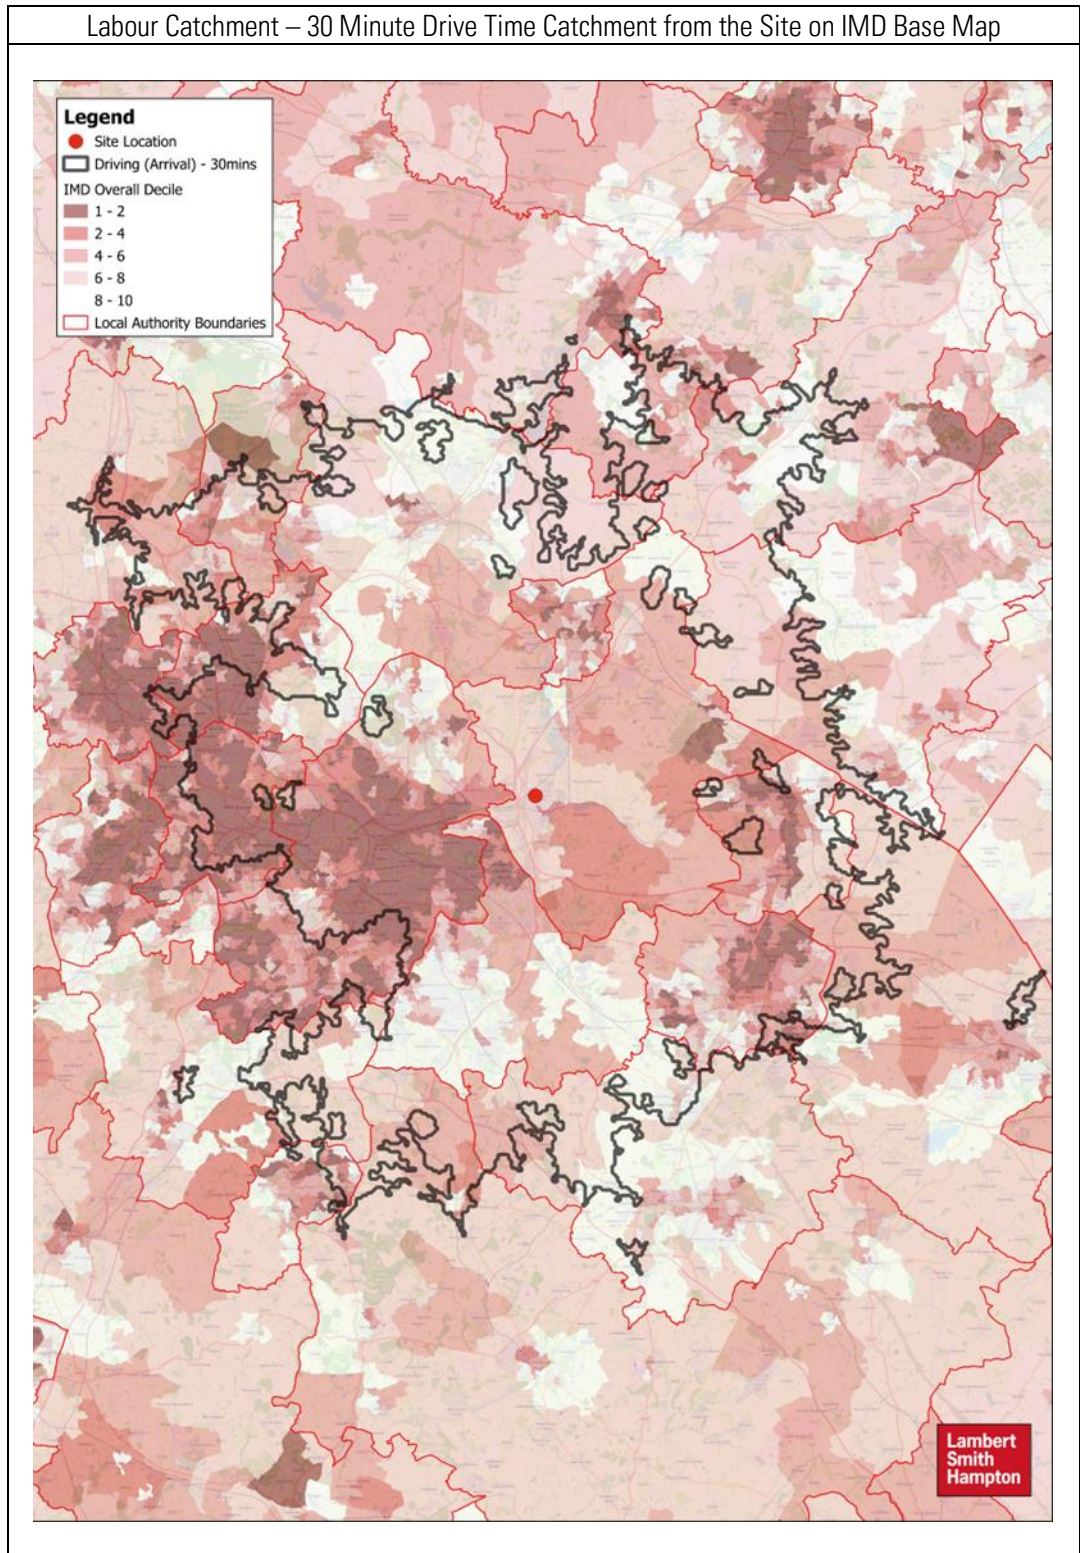 Labour Catchment – 30 Minute Drive Time Catchment from the Site on IMD Base Map
Legend
Site Location
Driving (Arrival) - 30mins
IMD Overall Decile
1 - 2
2 - 4
4 - 6
6 - 8
8 - 10
Local Authority Boundaries
Lambert
Smith
Hampton